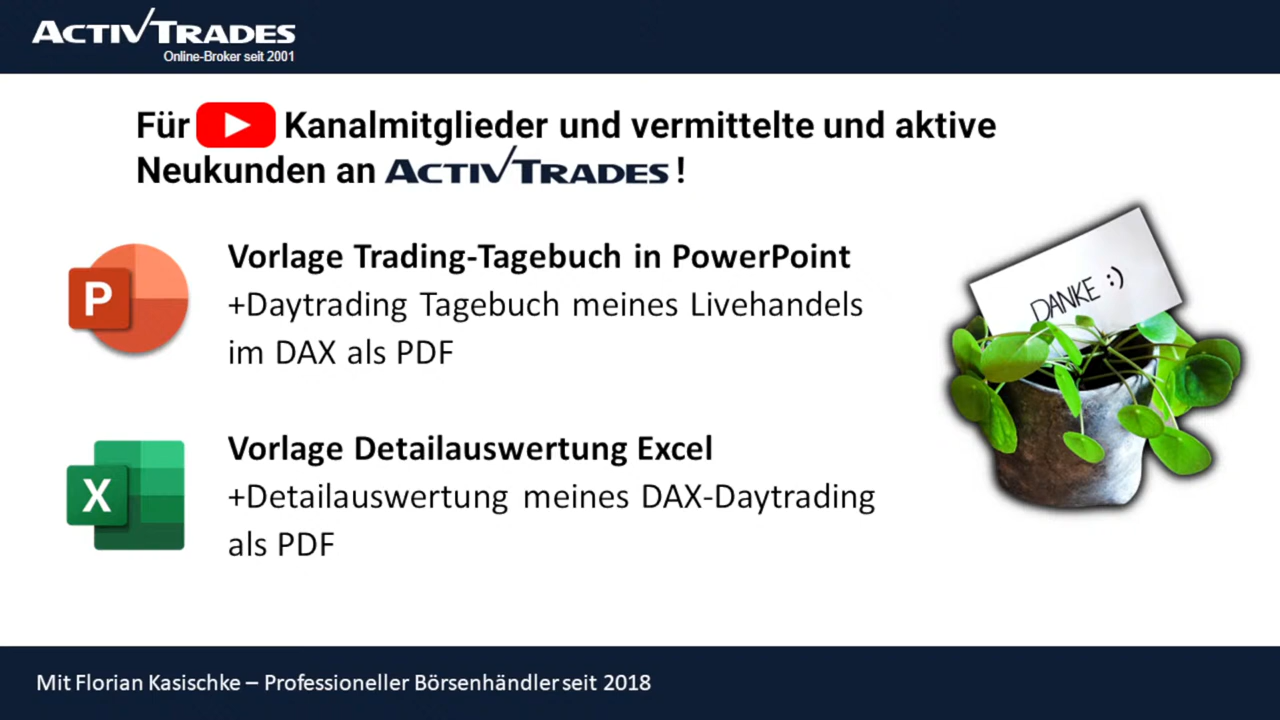 ACTIVTRADES
Online-Broker seit 2001
Für Kanalmitglieder und vermittelte und aktive
Neukunden an ACTIVTRADES !
Vorlage Trading-Tagebuch in PowerPoint
+Daytrading Tagebuch meines Livehandels
im DAX als PDF
P
DANKE :)
Vorlage Detailauswertung Excel
+Detailauswertung meines DAX-Daytrading
als PDF
X
Mit Florian Kasischke – Professioneller Börsenhändler seit 2018